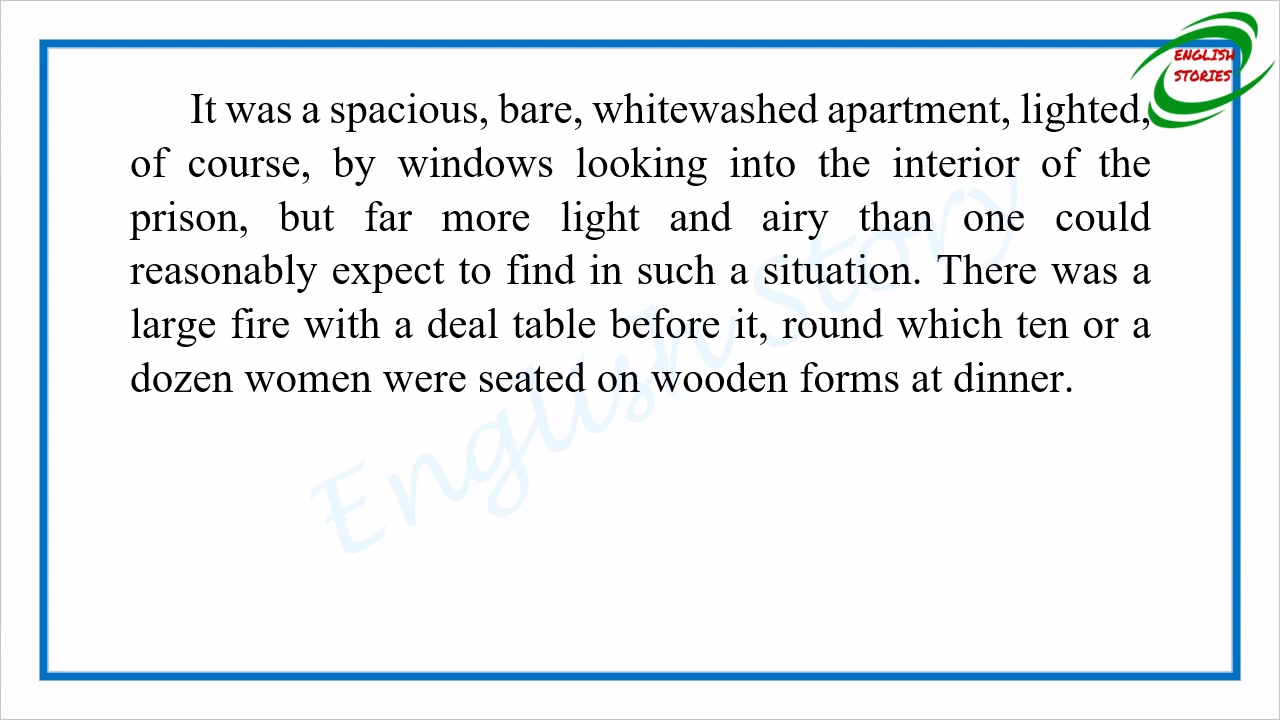 ENGLISH
STORIES
It was a spacious, bare, whitewashed apartment, lighted,
of course, by windows looking into the interior of the
prison, but far more light and airy than one could
reasonably expect to find in such a situation. There was a
large fire with a deal table before it, round which ten or a
dozen women were seated on wooden forms at dinner.
English Story